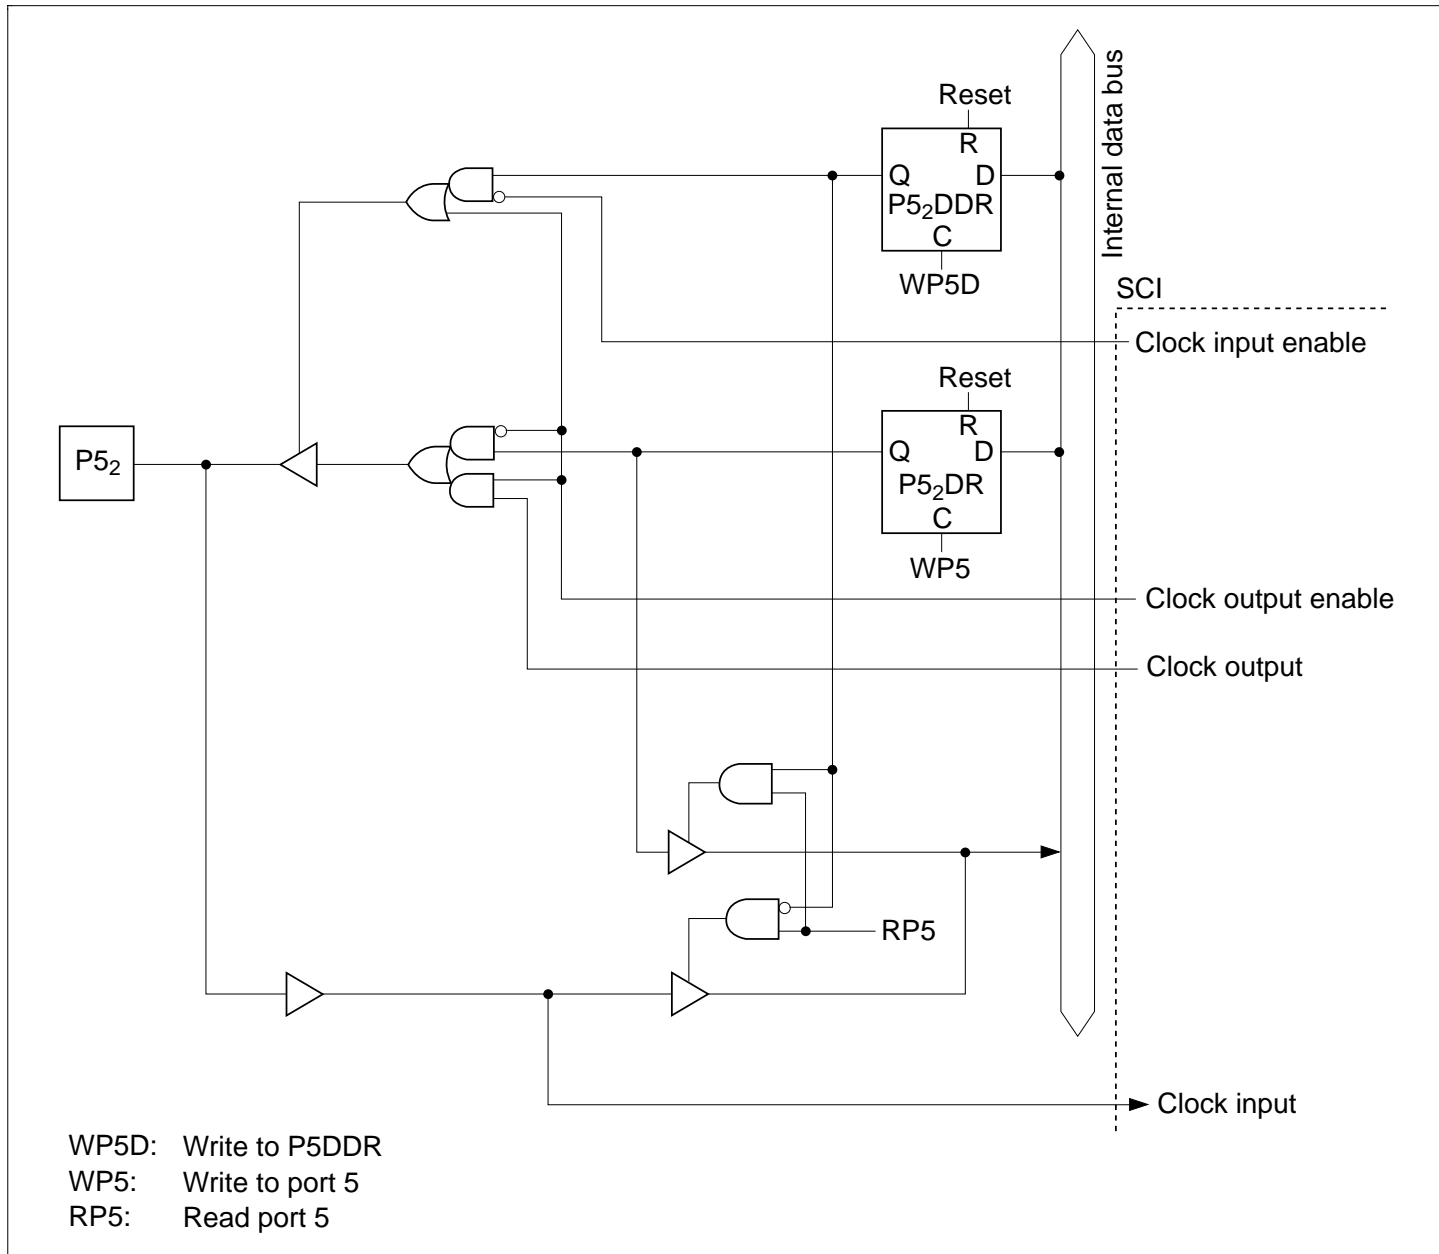 Reset
R
Q D
P5₂DDR
C
WP5D
Internal data bus
SCI
Clock input enable
Reset
R
Q D
P5₂DR
C
WP5
P5₂
Clock output enable
Clock output
RP5
Clock input
WP5D: Write to P5DDR
WP5: Write to port 5
RP5: Read port 5